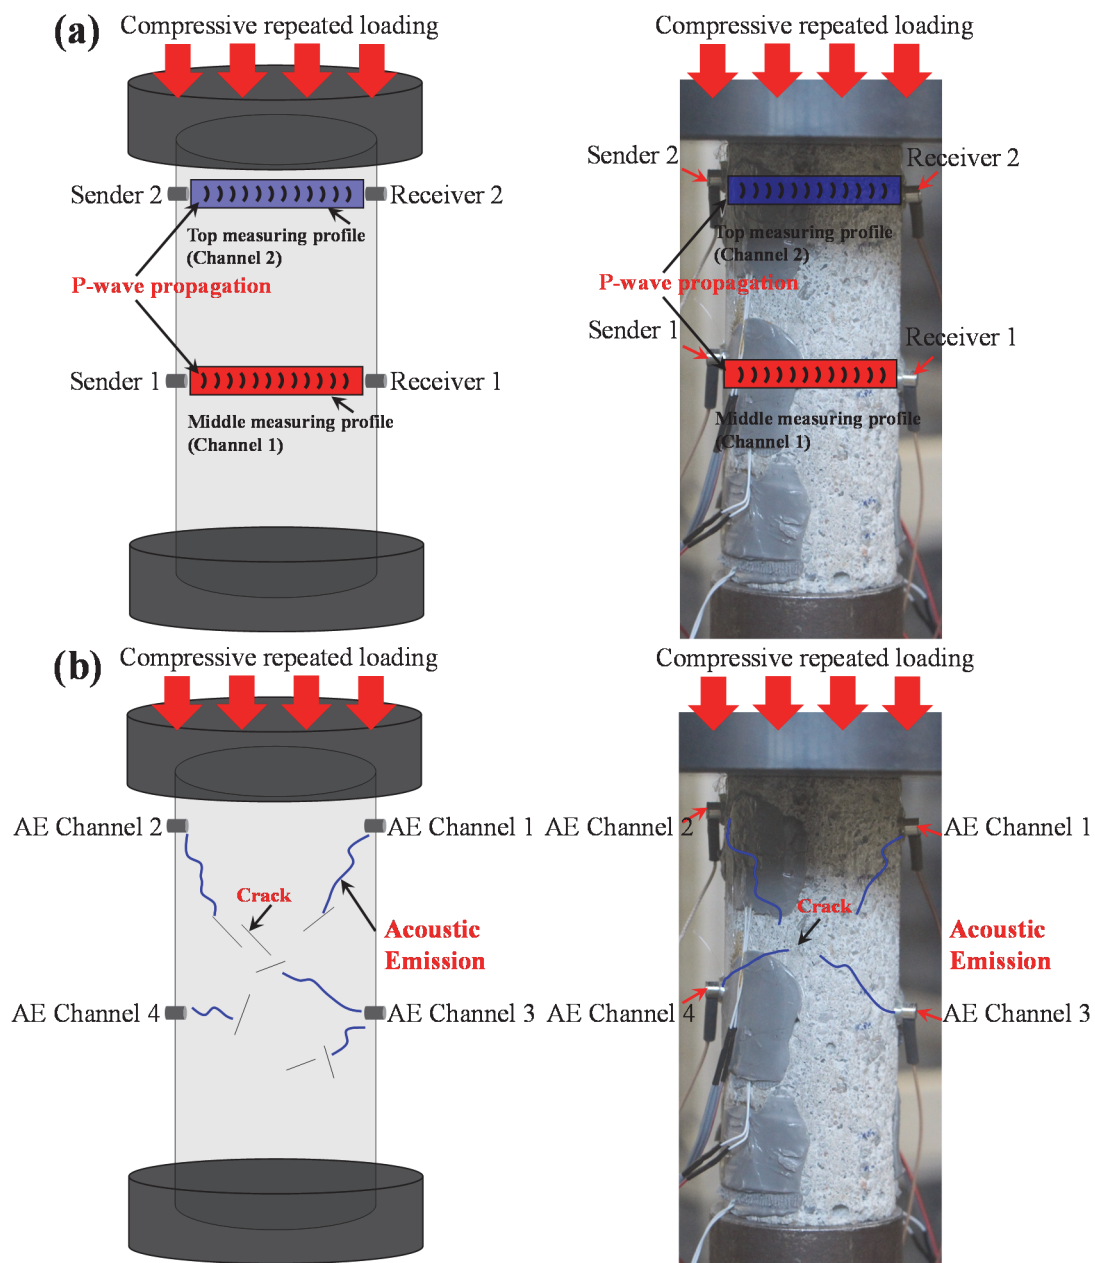 (a)
Compressive repeated loading
Sender 2
Receiver 2
Top measuring profile
(Channel 2)
P-wave propagation
Sender 1
Receiver 1
Middle measuring profile
(Channel 1)
Compressive repeated loading
Sender 2
Receiver 2
Top measuring profile
(Channel 2)
P-wave propagation
Sender 1
Receiver 1
Middle measuring profile
(Channel 1)
(b)
Compressive repeated loading
AE Channel 2
AE Channel 1
Crack
Acoustic
Emission
AE Channel 4
AE Channel 3
Compressive repeated loading
AE Channel 2
AE Channel 1
Crack
Acoustic
Emission
AE Channel 4
AE Channel 3